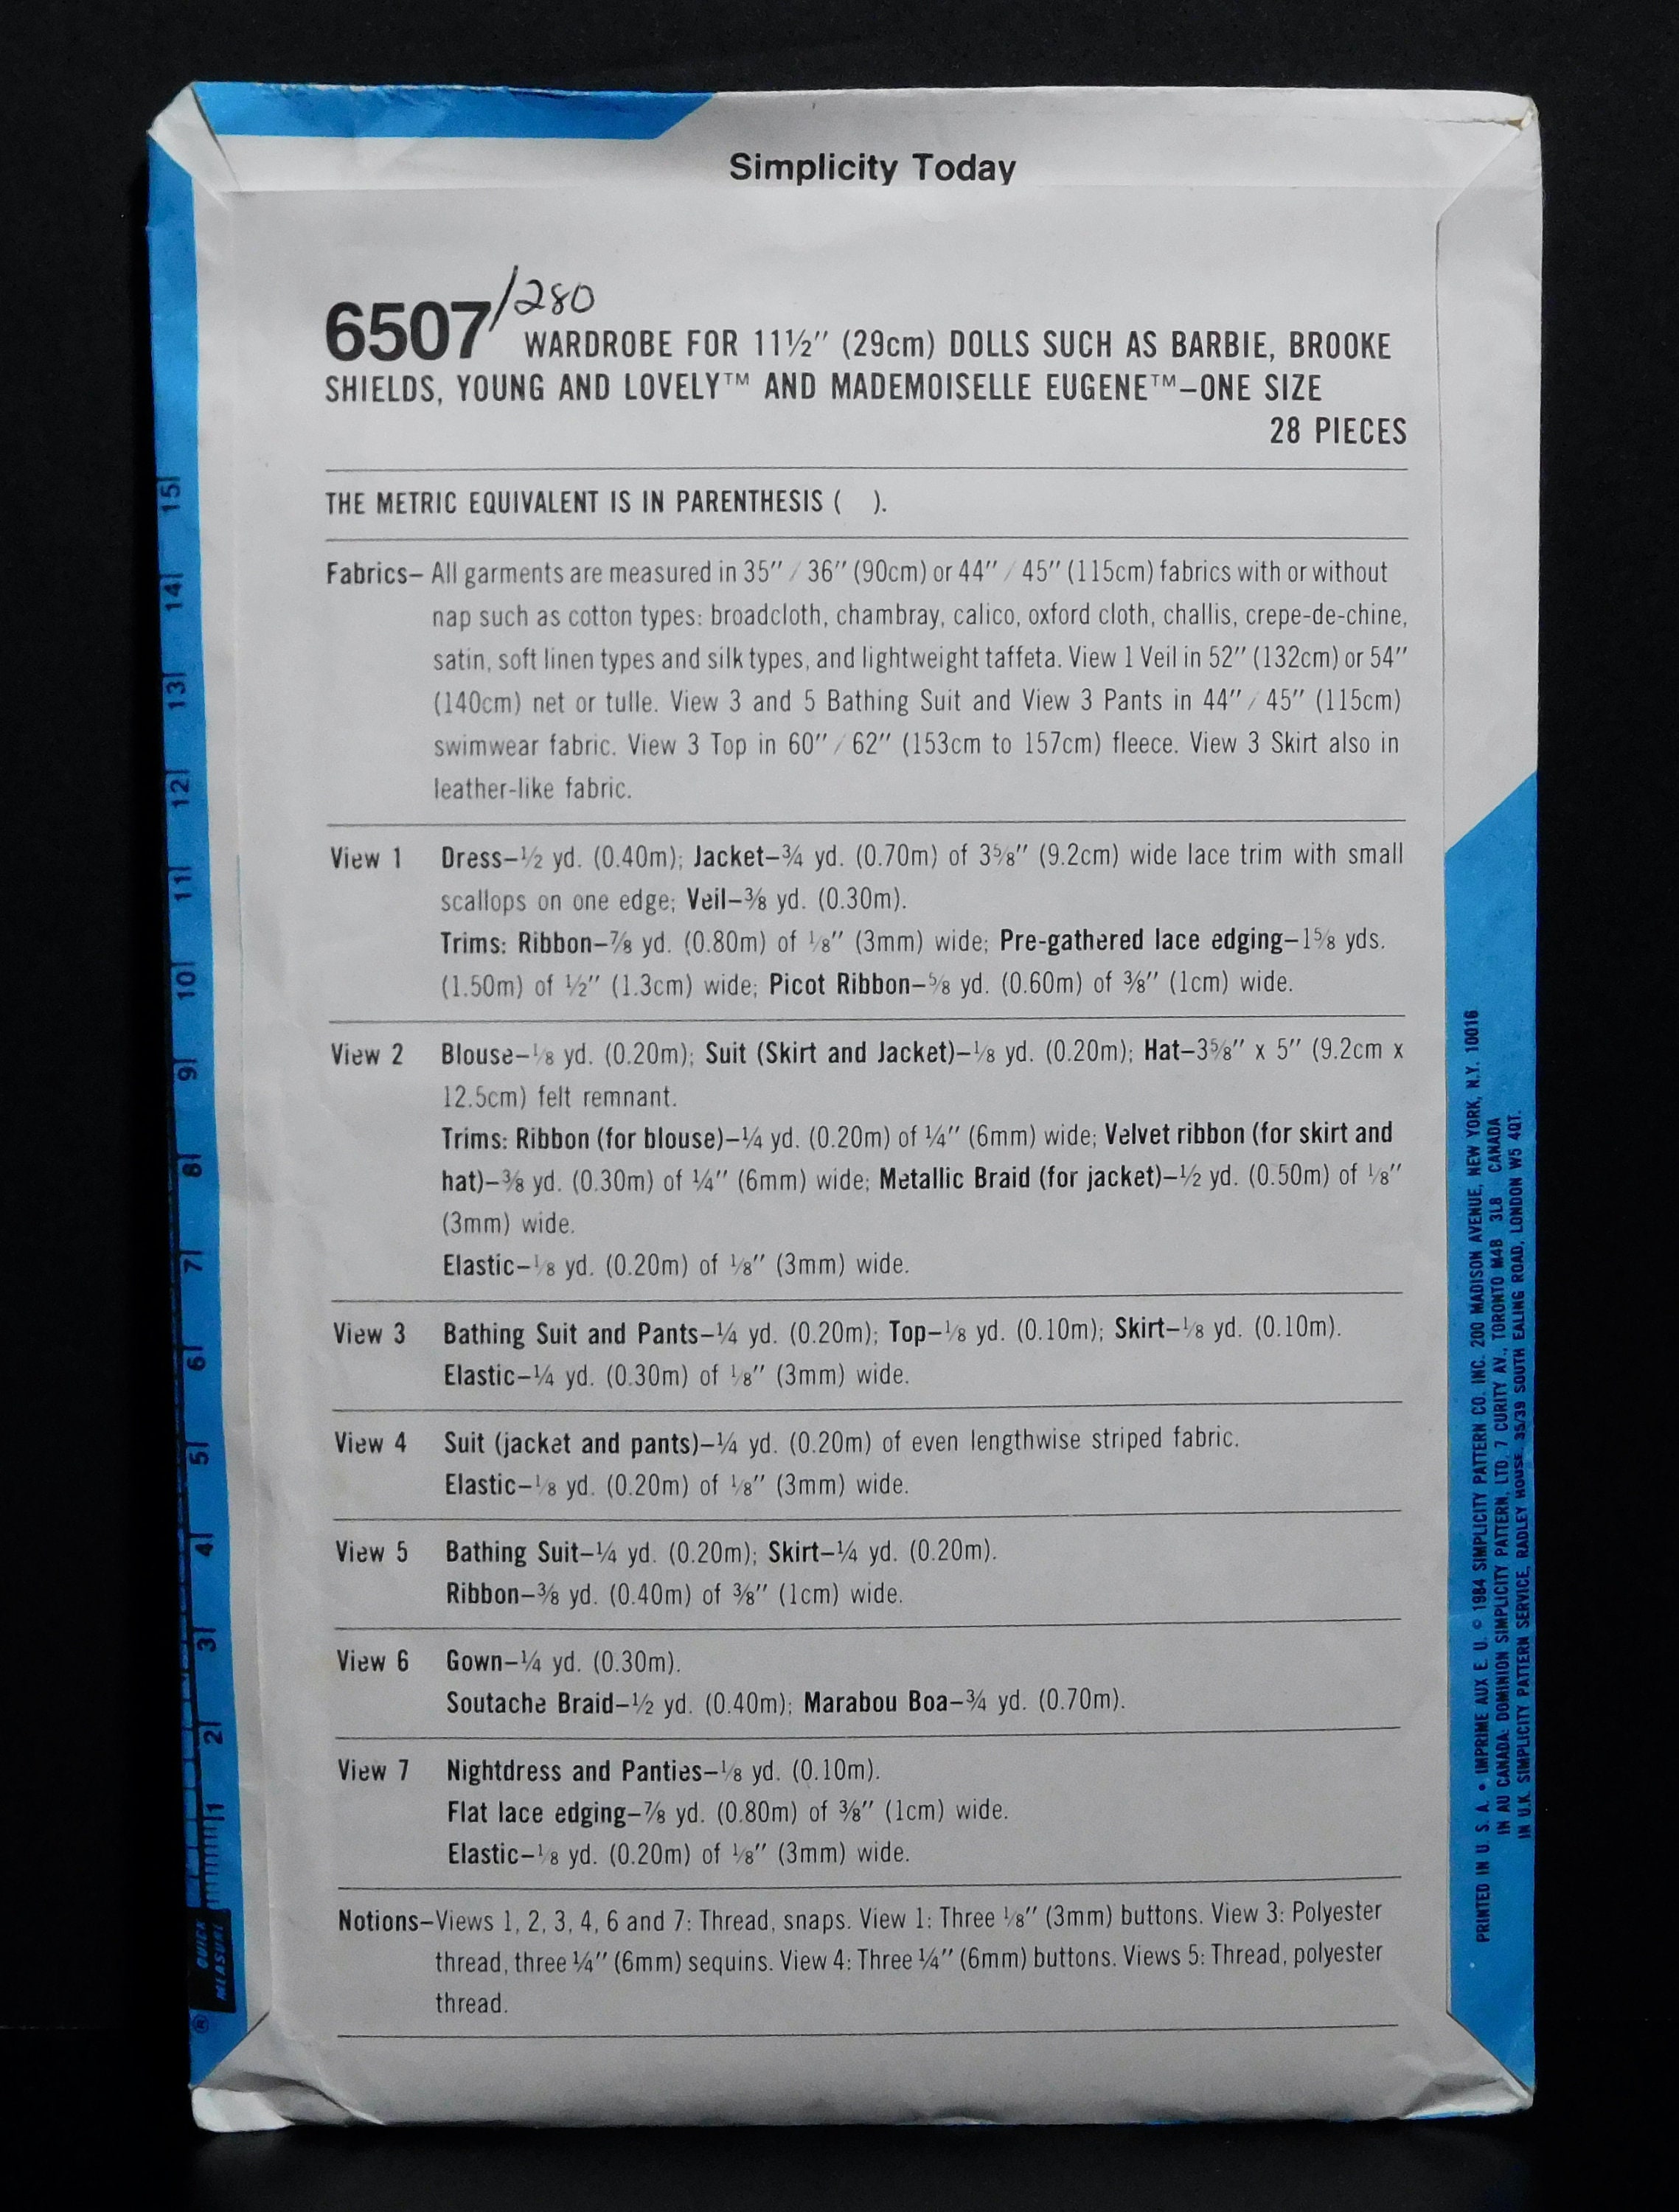 Simplicity Today
6507/280
WARDROBE FOR 11½″ (29cm) DOLLS SUCH AS BARBIE, BROOKE
SHIELDS, YOUNG AND LOVELY™ AND MADEMOISELLE EUGENE™–ONE SIZE
28 PIECES
THE METRIC EQUIVALENT IS IN PARENTHESIS ( ).
Fabrics– All garments are measured in 35″ / 36″ (90cm) or 44″ / 45″ (115cm) fabrics with or without
nap such as cotton types: broadcloth, chambray, calico, oxford cloth, challis, crepe-de-chine,
satin, soft linen types and silk types, and lightweight taffeta. View 1 Veil in 52″ (132cm) or 54″
(140cm) net or tulle. View 3 and 5 Bathing Suit and View 3 Pants in 44″ / 45″ (115cm)
swimwear fabric. View 3 Top in 60″ / 62″ (153cm to 157cm) fleece. View 3 Skirt also in
leather-like fabric.
View 1 Dress–½ yd. (0.40m); Jacket–¾ yd. (0.70m) of 3⅝″ (9.2cm) wide lace trim with small
scallops on one edge; Veil–⅜ yd. (0.30m).
Trims: Ribbon–⅞ yd. (0.80m) of ⅛″ (3mm) wide; Pre-gathered lace edging–1⅝ yds.
(1.50m) of ½″ (1.3cm) wide; Picot Ribbon–⅝ yd. (0.60m) of ⅜″ (1cm) wide.
View 2 Blouse–⅛ yd. (0.20m); Suit (Skirt and Jacket)–⅛ yd. (0.20m); Hat–3⅝″ x 5″ (9.2cm x
12.5cm) felt remnant.
Trims: Ribbon (for blouse)–¼ yd. (0.20m) of ¼″ (6mm) wide; Velvet ribbon (for skirt and
hat)–⅜ yd. (0.30m) of ¼″ (6mm) wide; Metallic Braid (for jacket)–½ yd. (0.50m) of ⅛″
(3mm) wide.
Elastic–⅛ yd. (0.20m) of ⅛″ (3mm) wide.
View 3 Bathing Suit and Pants–¼ yd. (0.20m); Top–⅛ yd. (0.10m); Skirt–⅛ yd. (0.10m).
Elastic–¼ yd. (0.30m) of ⅛″ (3mm) wide.
View 4 Suit (jacket and pants)–¼ yd. (0.20m) of even lengthwise striped fabric.
Elastic–⅛ yd. (0.20m) of ⅛″ (3mm) wide.
View 5 Bathing Suit–¼ yd. (0.20m); Skirt–¼ yd. (0.20m).
Ribbon–⅜ yd. (0.40m) of ⅜″ (1cm) wide.
View 6 Gown–¼ yd. (0.30m).
Soutache Braid–½ yd. (0.40m); Marabou Boa–¾ yd. (0.70m).
View 7 Nightdress and Panties–⅛ yd. (0.10m).
Flat lace edging–⅞ yd. (0.80m) of ⅜″ (1cm) wide.
Elastic–⅛ yd. (0.20m) of ⅛″ (3mm) wide.
Notions–Views 1, 2, 3, 4, 6 and 7: Thread, snaps. View 1: Three ⅛″ (3mm) buttons. View 3: Polyester
thread, three ¼″ (6mm) sequins. View 4: Three ¼″ (6mm) buttons. Views 5: Thread, polyester
thread.
QUICK
MEASURE ®
1 2 3 4 5 6 7 8 9 10 11 12 13 14 15
PRINTED IN U. S. A. • IMPRIME AUX E. U. © 1984 SIMPLICITY PATTERN CO. INC. 200 MADISON AVENUE, NEW YORK, N.Y. 10016
IN AU CANADA: DOMINION SIMPLICITY PATTERN, LTD. 7 CURITY AV., TORONTO M4B 3L8 CANADA
IN U.K. SIMPLICITY PATTERN SERVICE, RADLEY HOUSE, 35/39 SOUTH EALING ROAD, LONDON W5 4QT.